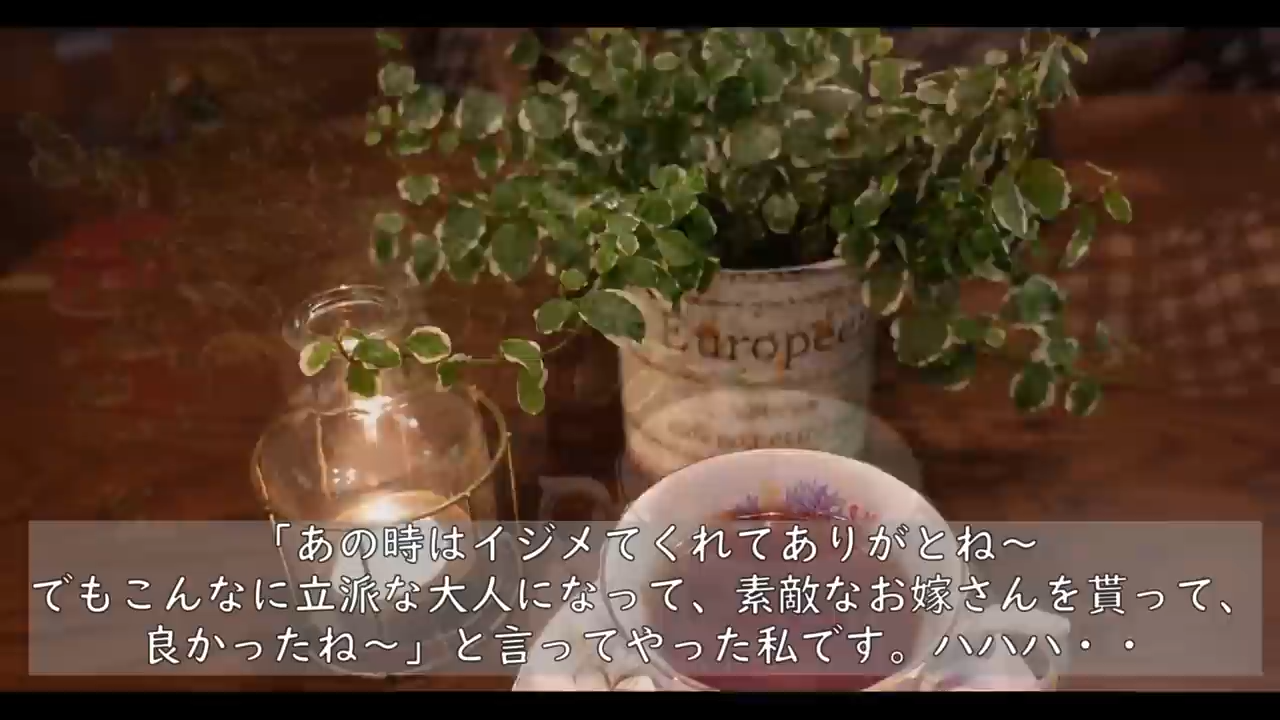 European
「あの時はイジメてくれてありがとね～
でもこんなに立派な大人になって、素敵なお嫁さんを貰って、
良かったね～」と言ってやった私です。ハハハ・・